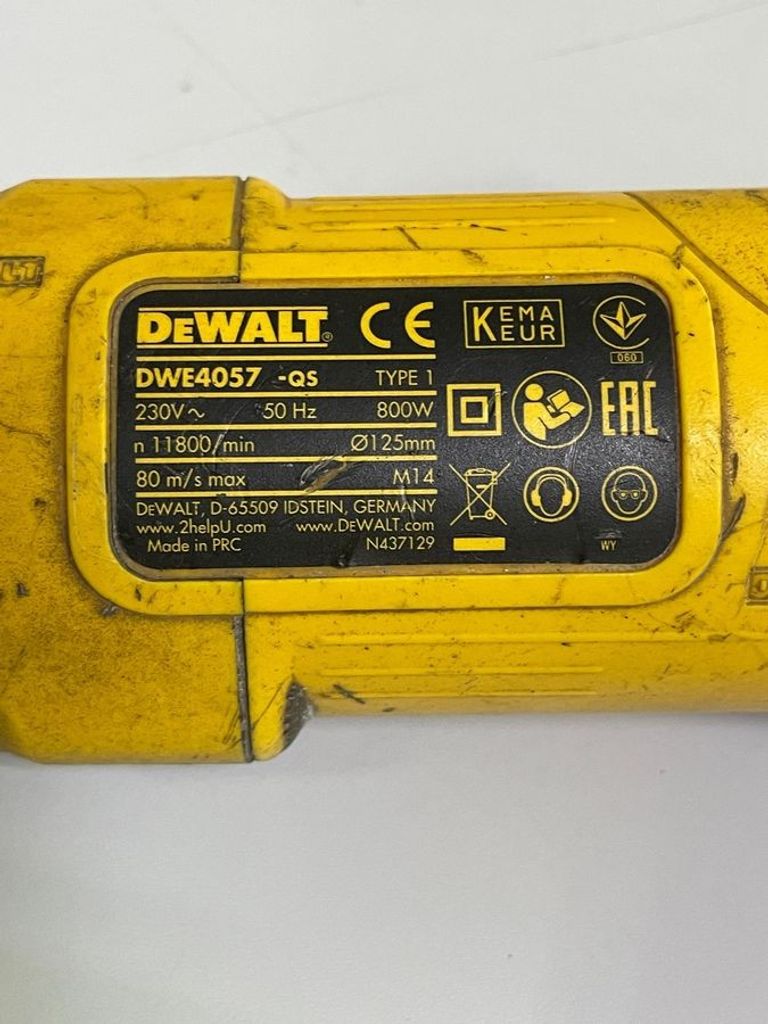 DEWALT
CE
KEMA
KEUR
060
DWE4057 -QS TYPE 1
230V~ 50 Hz 800W
EAC
n 11800/min Ø125mm
80 m/s max M14
DEWALT, D-65509 IDSTEIN, GERMANY
www.2helpU.com www.DEWALT.com
Made in PRC N437129
WY
LT